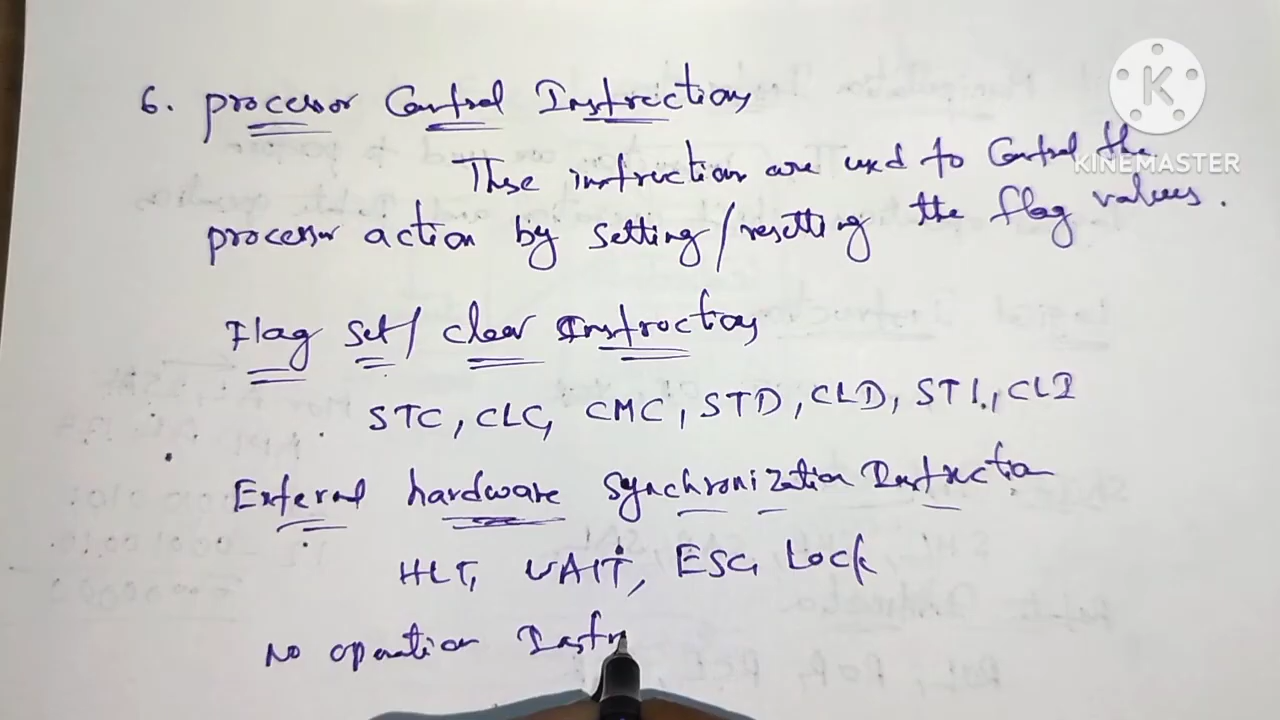 6. processor Control Instructions
These instruction are used to Control the
processor action by setting/resetting the flag values.
Flag Set/clear Instructions
STC, CLC, CMC, STD, CLD, STI, CLI
External hardware synchronization Instruction
HLT, WAIT, ESC, Lock
No operation Instr
K
KINEMASTER